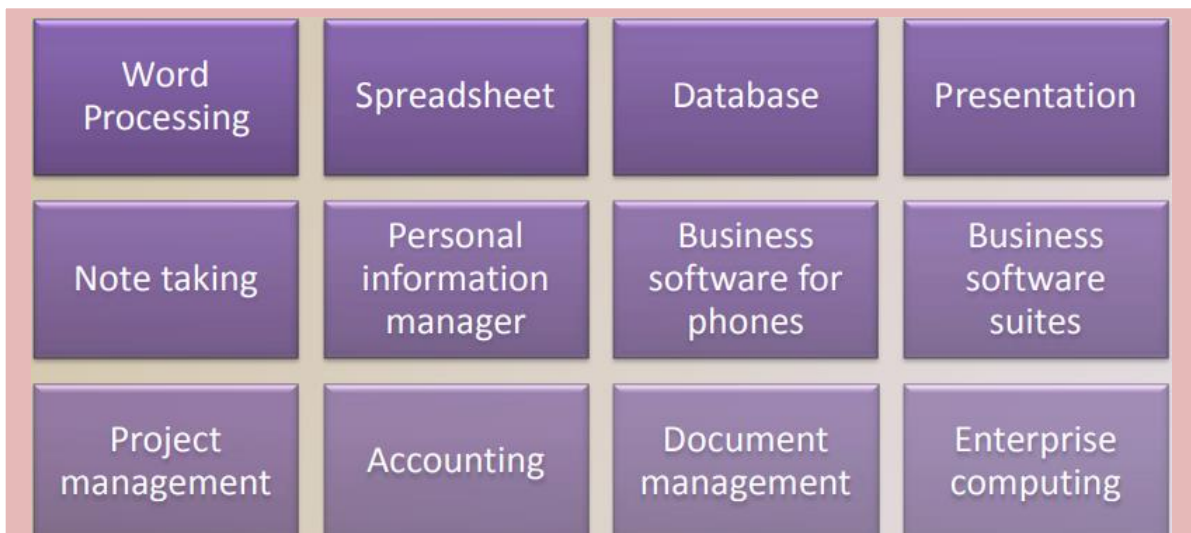 Word
Processing
Spreadsheet
Database
Presentation
Note taking
Personal
information
manager
Business
software for
phones
Business
software
suites
Project
management
Accounting
Document
management
Enterprise
computing